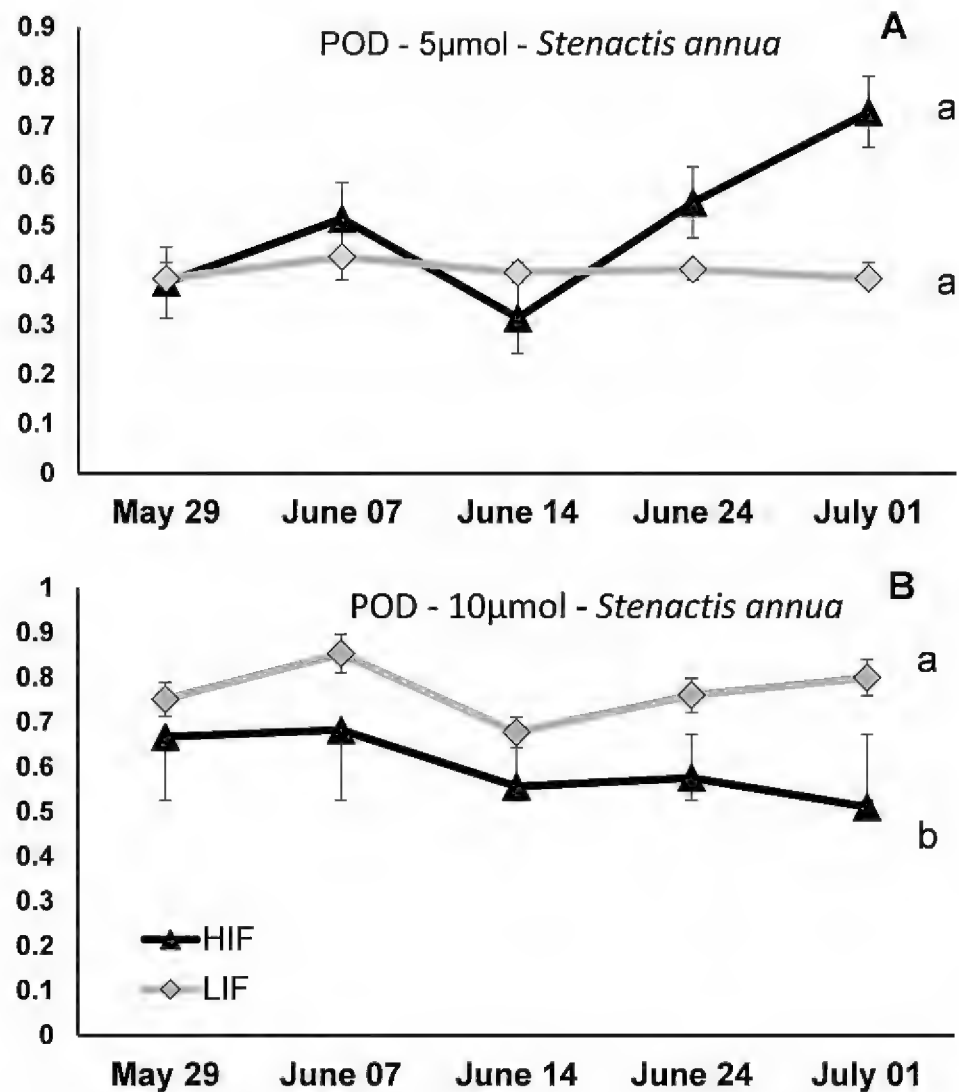 POD - 5µmol - Stenactis annua
A
0.9
0.8
0.7
0.6
0.5
0.4
0.3
0.2
0.1
0
a
a
May 29 June 07 June 14 June 24 July 01
POD - 10µmol - Stenactis annua
B
1
0.9
0.8
0.7
0.6
0.5
0.4
0.3
0.2
0.1
0
a
b
HIF
LIF
May 29 June 07 June 14 June 24 July 01